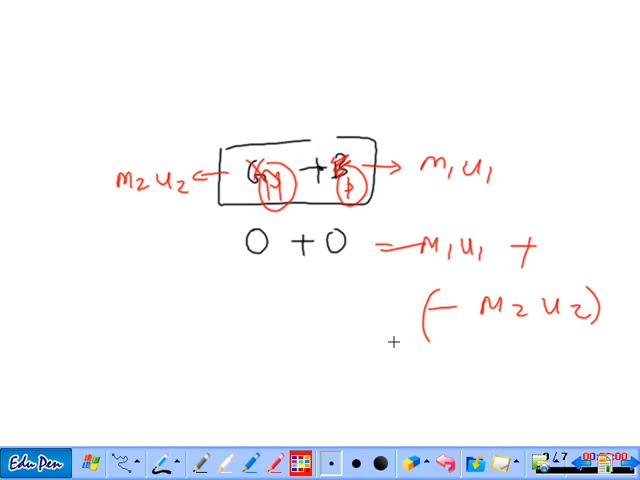 m2u2 ← G + B → m1u1
M P
0 + 0 = m1u1 +
(- m2u2)
Edu Pen